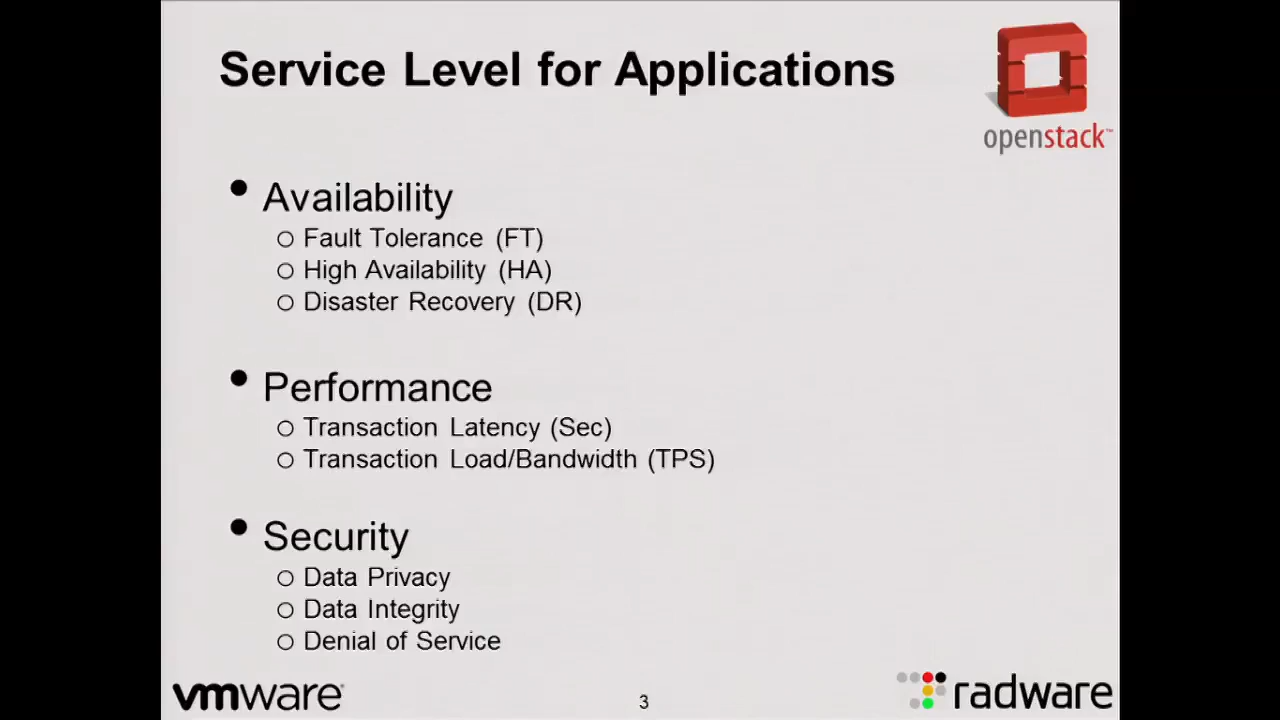 Service Level for Applications
openstack™
• Availability
○ Fault Tolerance (FT)
○ High Availability (HA)
○ Disaster Recovery (DR)
• Performance
○ Transaction Latency (Sec)
○ Transaction Load/Bandwidth (TPS)
• Security
○ Data Privacy
○ Data Integrity
○ Denial of Service
vmware
3
radware